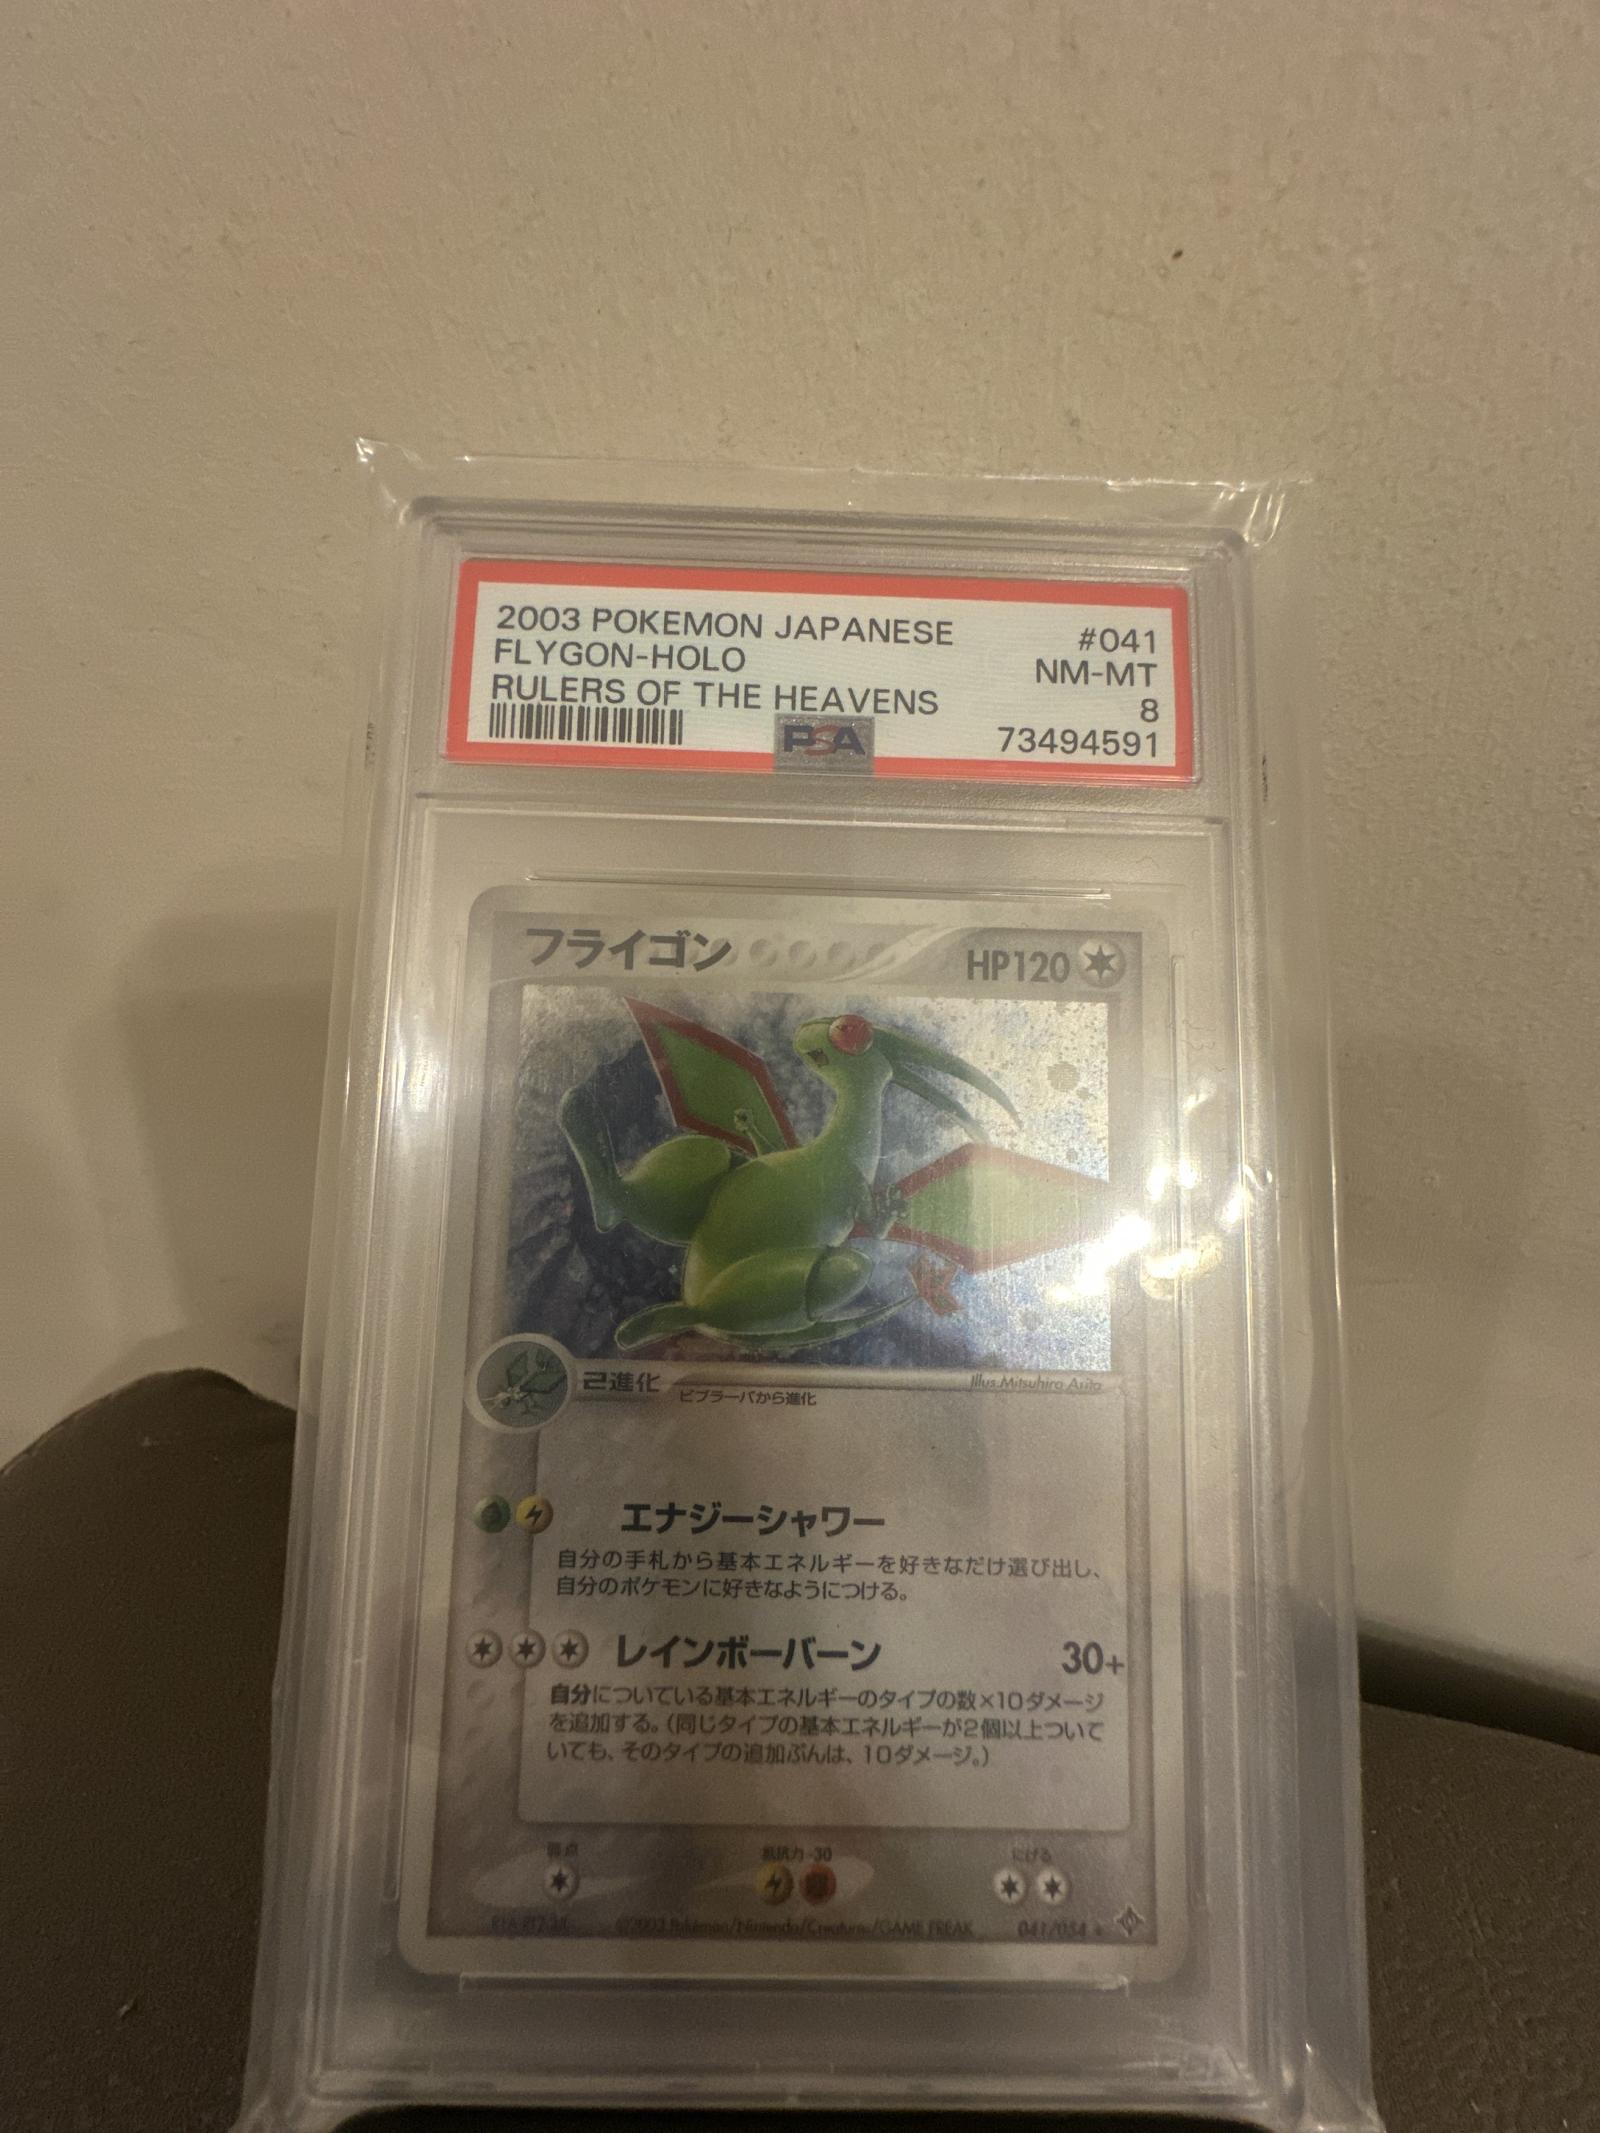 2003 POKEMON JAPANESE #041
FLYGON-HOLO NM-MT
RULERS OF THE HEAVENS 8
PSA 73494591
フライゴン HP120
2進化 ビブラーバから進化 Illus.Mitsuhiro Arita
エナジーシャワー
自分の手札から基本エネルギーを好きなだけ選び出し、
自分のポケモンに好きなようにつける。
レインボーバーン 30+
自分についている基本エネルギーのタイプの数×10ダメージ
を追加する。(同じタイプの基本エネルギーが2個以上ついて
いても、そのタイプの追加ぶんは、10ダメージ。)
弱点 抵抗力-30 にげる
©2003 Pokémon/Nintendo/Creatures/GAME FREAK 041/054